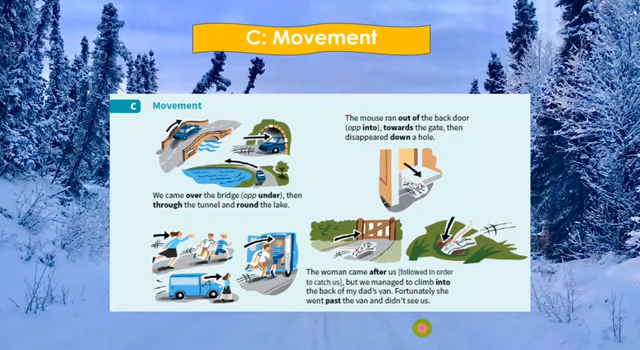 C: Movement
C Movement
We came over the bridge (opp under), then
through the tunnel and round the lake.
The mouse ran out of the back door
(opp into), towards the gate, then
disappeared down a hole.
The woman came after us [followed in order
to catch us], but we managed to climb into
the back of my dad's van. Fortunately she
went past the van and didn't see us.